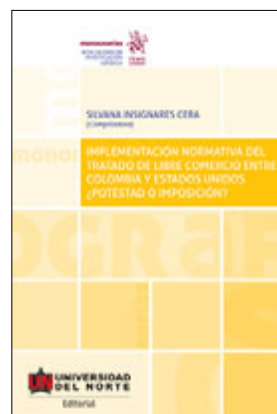 monografías
SILVANA INSIGNARES CERA
IMPLEMENTACIÓN NORMATIVA DEL
TRATADO DE LIBRE COMERCIO ENTRE
COLOMBIA Y ESTADOS UNIDOS
¿POTESTAD O IMPOSICIÓN?
UN UNIVERSIDAD
DEL NORTE
Editorial